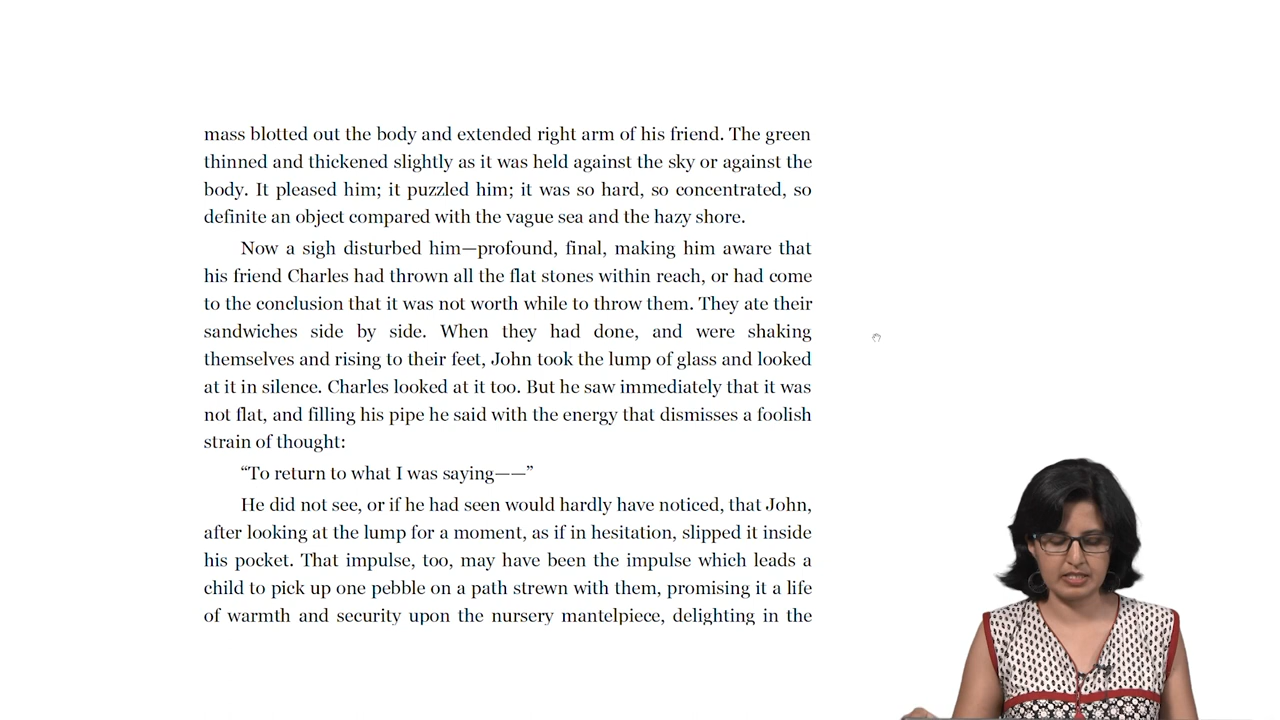 mass blotted out the body and extended right arm of his friend. The green
thinned and thickened slightly as it was held against the sky or against the
body. It pleased him; it puzzled him; it was so hard, so concentrated, so
definite an object compared with the vague sea and the hazy shore.
Now a sigh disturbed him—profound, final, making him aware that
his friend Charles had thrown all the flat stones within reach, or had come
to the conclusion that it was not worth while to throw them. They ate their
sandwiches side by side. When they had done, and were shaking
themselves and rising to their feet, John took the lump of glass and looked
at it in silence. Charles looked at it too. But he saw immediately that it was
not flat, and filling his pipe he said with the energy that dismisses a foolish
strain of thought:
“To return to what I was saying——”
He did not see, or if he had seen would hardly have noticed, that John,
after looking at the lump for a moment, as if in hesitation, slipped it inside
his pocket. That impulse, too, may have been the impulse which leads a
child to pick up one pebble on a path strewn with them, promising it a life
of warmth and security upon the nursery mantelpiece, delighting in the